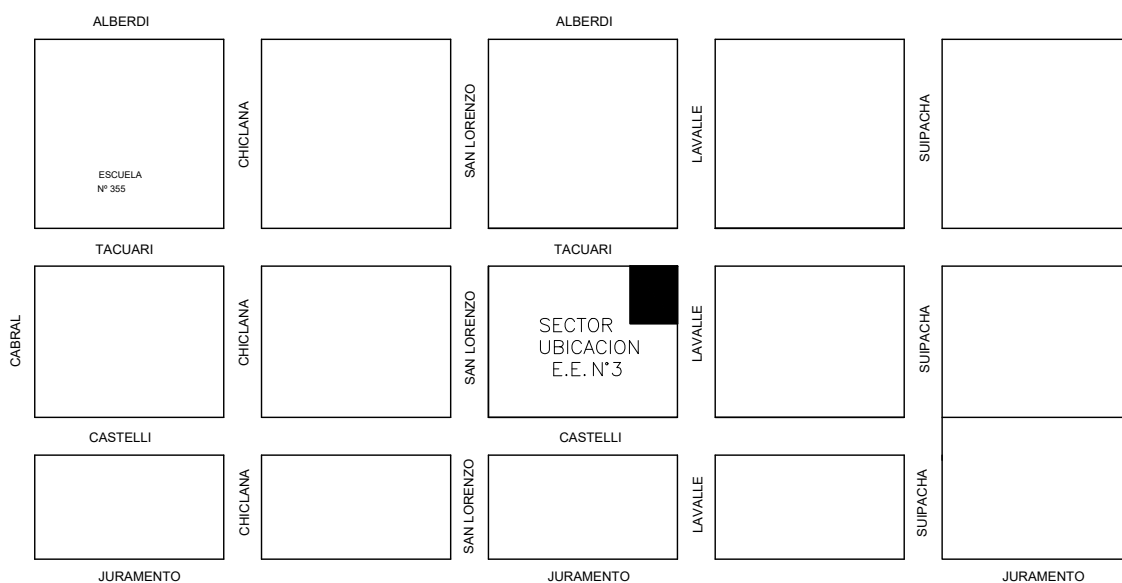 ALBERDI
ALBERDI
CHICLANA
SAN LORENZO
LAVALLE
SUIPACHA
ESCUELA
Nº 355
TACUARI
TACUARI
CABRAL
CHICLANA
SAN LORENZO
SECTOR
UBICACION
E.E. N°3
LAVALLE
SUIPACHA
CASTELLI
CASTELLI
CHICLANA
SAN LORENZO
LAVALLE
SUIPACHA
JURAMENTO
JURAMENTO
JURAMENTO